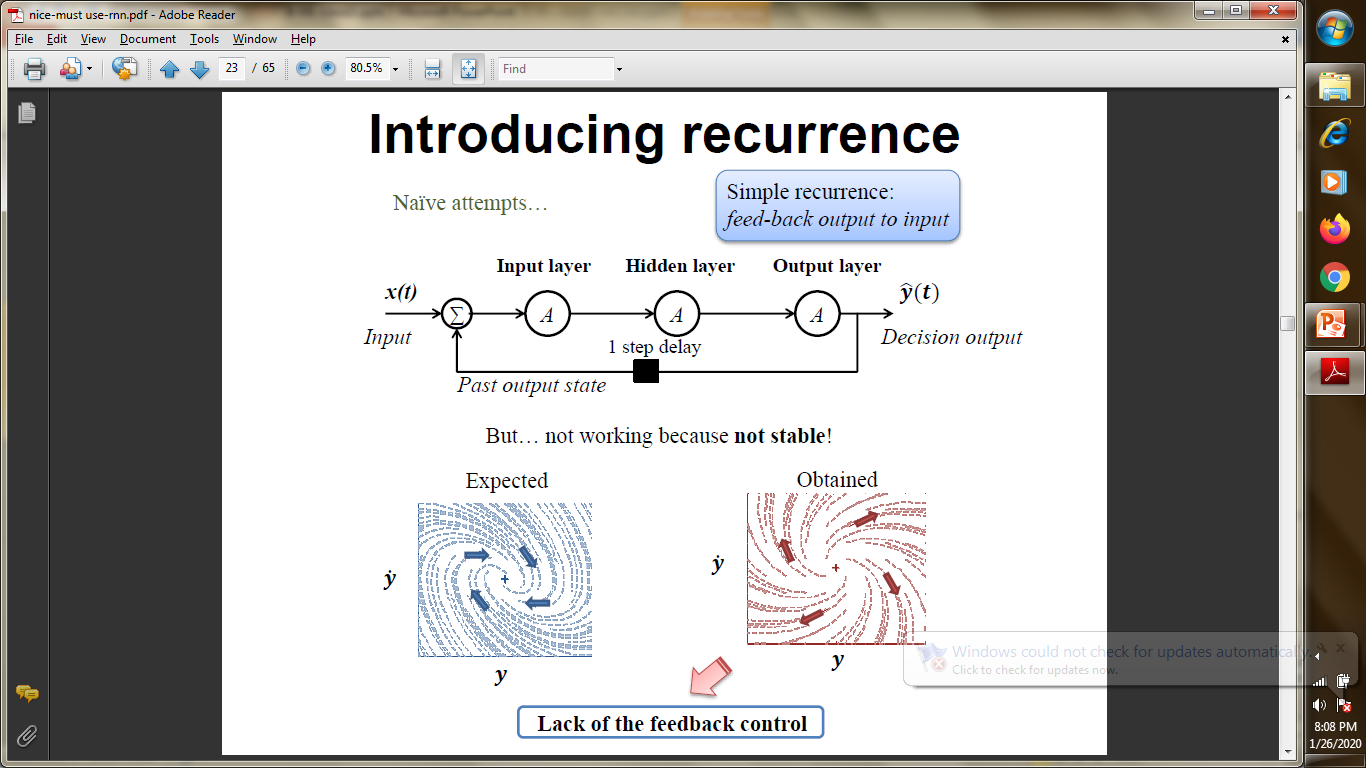 nice-must use-rnn.pdf - Adobe Reader
File Edit View Document Tools Window Help
23 / 65 80.5% Find
Introducing recurrence
Naïve attempts…
Simple recurrence:
feed-back output to input
Input layer Hidden layer Output layer
x(t) ŷ(t)
∑ A A A
Input Decision output
1 step delay
Past output state
But… not working because not stable!
Expected Obtained
ẏ ẏ
y y
Lack of the feedback control
Windows could not check for updates automatically.
Click to check for updates now.
8:08 PM
1/26/2020